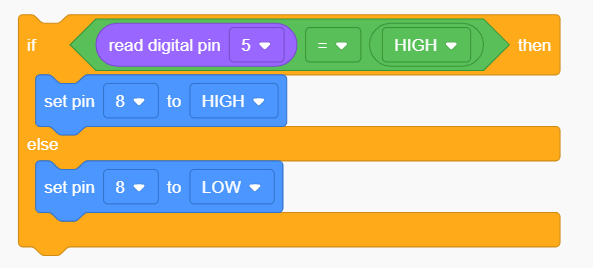 if read digital pin 5 = HIGH then
set pin 8 to HIGH
else
set pin 8 to LOW